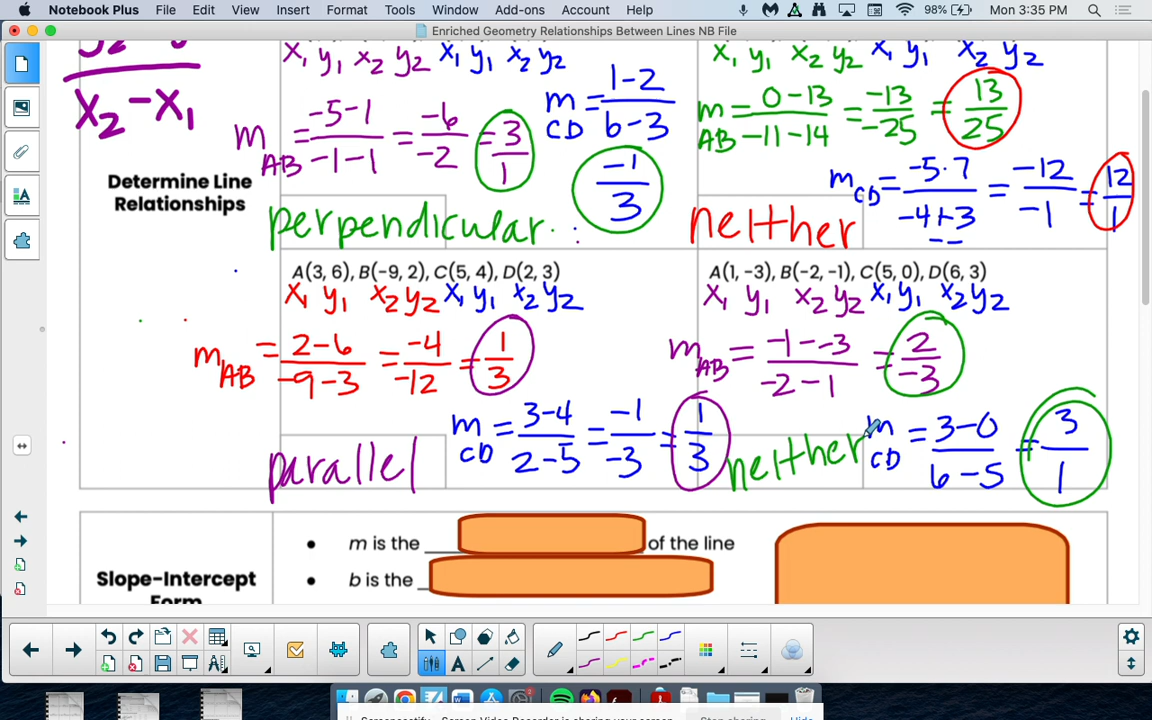 Notebook Plus File Edit View Insert Format Tools Add-ons Account Help 98% Mon 3:35 PM
Enriched Geometry Relationships Between Lines NB File
x₂ - x₁
x₁ y₁ x₂ y₂ x₁ y₁ x₂ y₂
m AB = -5-1 / -1-1 = -6 / -2 = 3 / 1
m CD = 1-2 / 6-3
-1 / 3
perpendicular
x₁ y₁ x₂ y₂ x₁ y₁ x₂ y₂
m AB = 0-13 / -11-14 = -13 / -25 = 13 / 25
m CD = -5-7 / -4+3 = -12 / -1 = 12 / 1
neither
Determine Line
Relationships
A(3, 6), B(-9, 2), C(5, 4), D(2, 3)
x₁ y₁ x₂ y₂ x₁ y₁ x₂ y₂
m AB = 2-6 / -9-3 = -4 / -12 = 1 / 3
m CD = 3-4 / 2-5 = -1 / -3 = 1 / 3
parallel
A(1, -3), B(-2, -1), C(5, 0), D(6, 3)
x₁ y₁ x₂ y₂ x₁ y₁ x₂ y₂
m AB = -1--3 / -2-1 = 2 / -3
m CD = 3-0 / 6-5 = 3 / 1
neither
Slope-Intercept
Form
• m is the ___ of the line
• b is the _